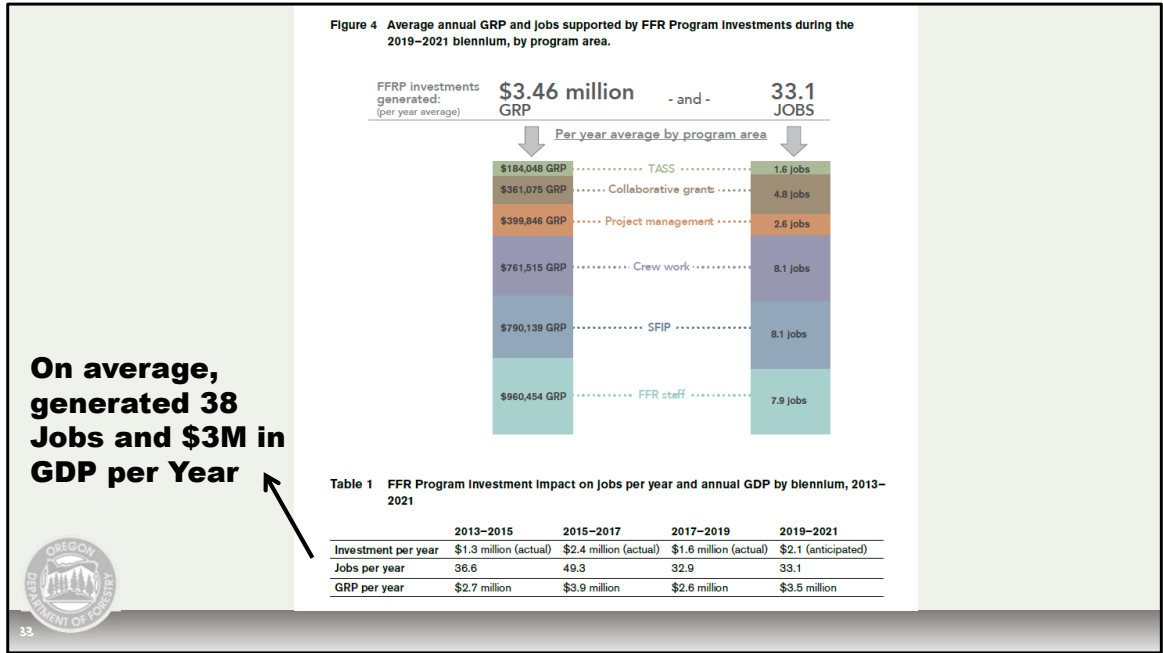 Figure 4 Average annual GRP and jobs supported by FFR Program investments during the
2019–2021 biennium, by program area.
FFRP investments
generated:
(per year average)
$3.46 million
GRP
- and -
33.1
JOBS
Per year average by program area
$184,048 GRP TASS 1.6 jobs
$361,075 GRP Collaborative grants 4.8 jobs
$399,846 GRP Project management 2.6 jobs
$761,515 GRP Crew work 8.1 jobs
$790,139 GRP SFIP 8.1 jobs
$960,454 GRP FFR staff 7.9 jobs
On average,
generated 38
Jobs and $3M in
GDP per Year
Table 1 FFR Program investment impact on jobs per year and annual GDP by biennium, 2013–
2021
2013–2015 2015–2017 2017–2019 2019–2021
Investment per year $1.3 million (actual) $2.4 million (actual) $1.6 million (actual) $2.1 (anticipated)
Jobs per year 36.6 49.3 32.9 33.1
GRP per year $2.7 million $3.9 million $2.6 million $3.5 million
OREGON
DEPARTMENT OF FORESTRY
33